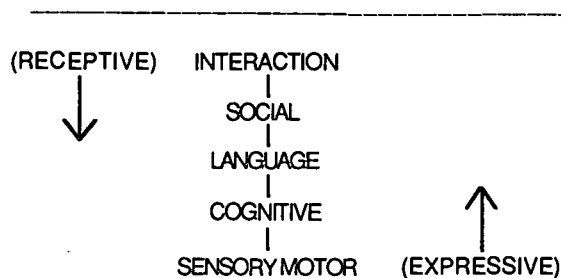 (RECEPTIVE) INTERACTION
SOCIAL
LANGUAGE
COGNITIVE
SENSORY MOTOR (EXPRESSIVE)